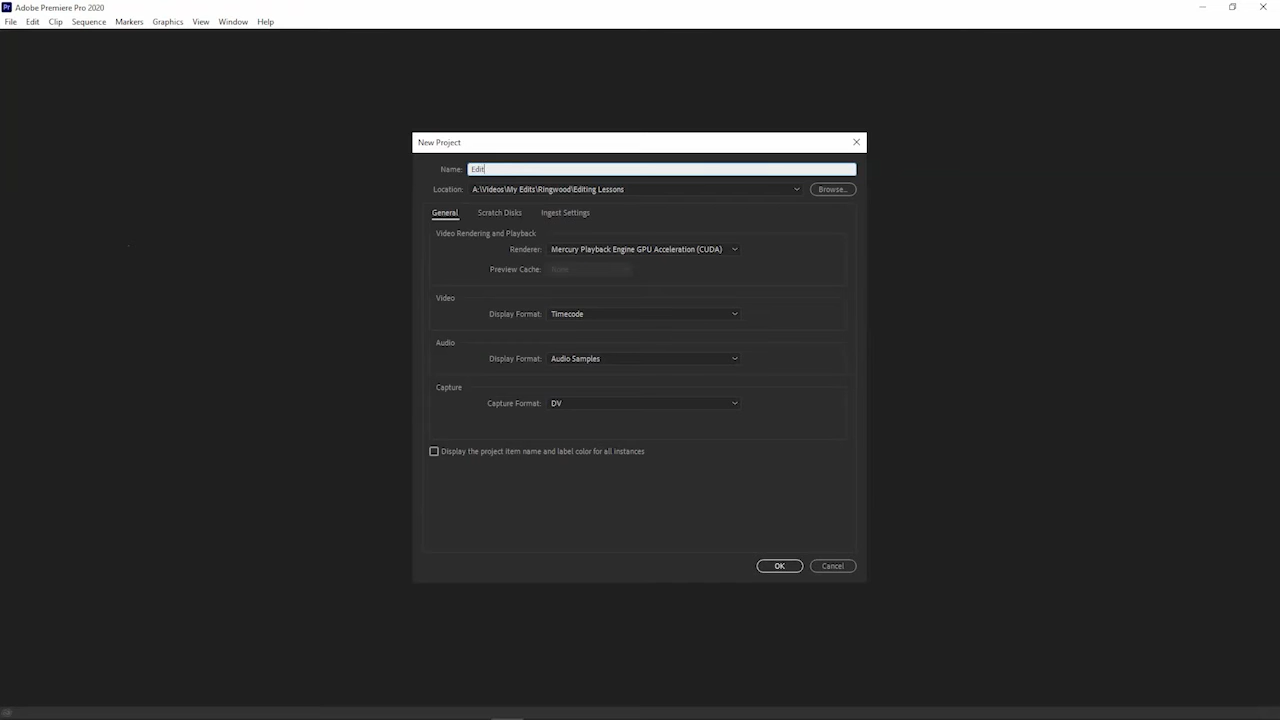 Adobe Premiere Pro 2020
File Edit Clip Sequence Markers Graphics View Window Help
New Project
Name: Edit
Location: A:\Videos\My Edits\Ringwood\Editing Lessons Browse...
General Scratch Disks Ingest Settings
Video Rendering and Playback
Renderer: Mercury Playback Engine GPU Acceleration (CUDA)
Preview Cache: None
Video
Display Format: Timecode
Audio
Display Format: Audio Samples
Capture
Capture Format: DV
Display the project item name and label color for all instances
OK Cancel